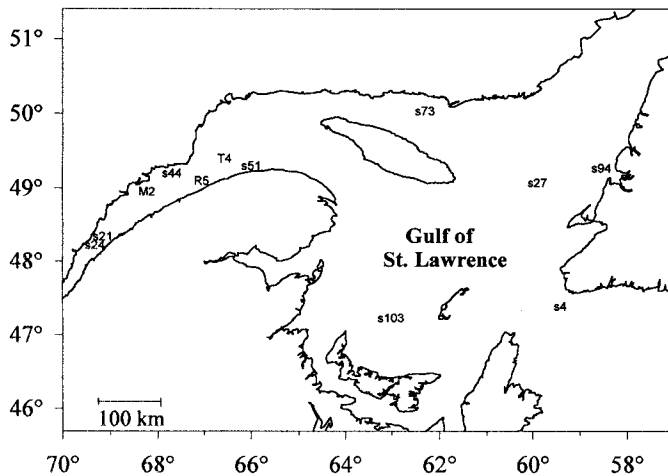 51°
50°
s73
T4
s51
s44
49°
M2
R5
s27
s94
s21
s24
Gulf of
St. Lawrence
48°
s103
s4
47°
46°
100 km
70° 68° 66° 64° 62° 60° 58°